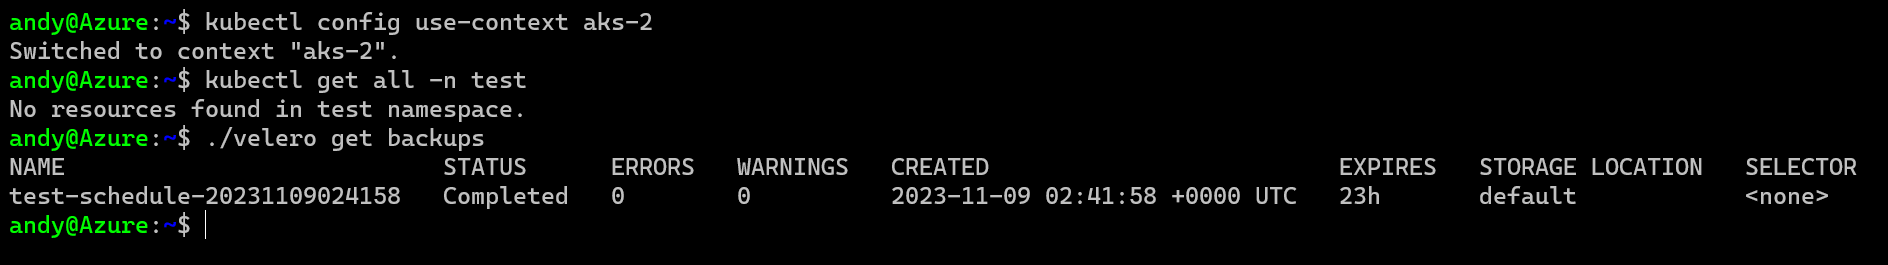 andy@Azure:~$ kubectl config use-context aks-2
Switched to context "aks-2".
andy@Azure:~$ kubectl get all -n test
No resources found in test namespace.
andy@Azure:~$ ./velero get backups
NAME                           STATUS      ERRORS   WARNINGS   CREATED                         EXPIRES   STORAGE LOCATION   SELECTOR
test-schedule-20231109024158   Completed   0        0          2023-11-09 02:41:58 +0000 UTC   23h       default            <none>
andy@Azure:~$